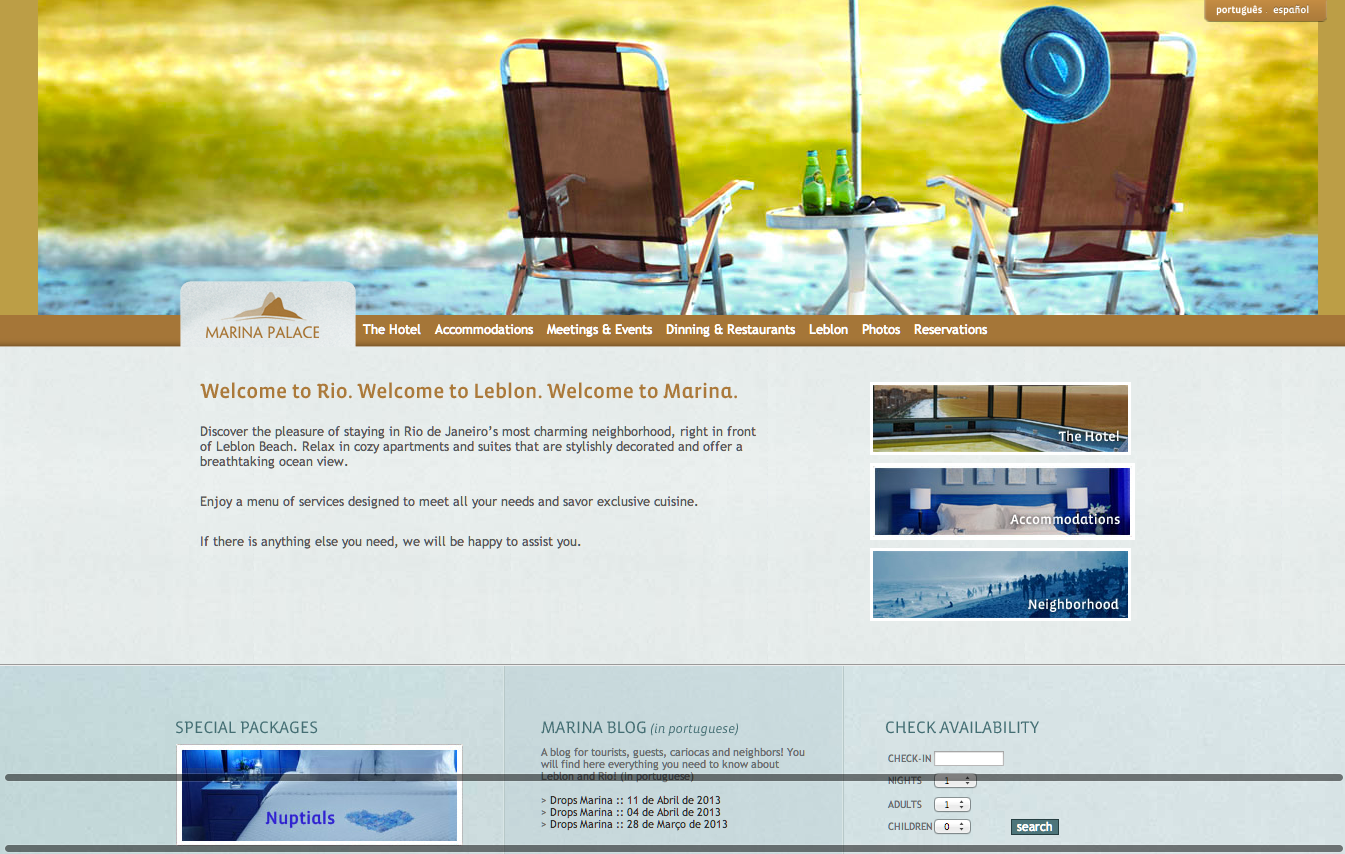 português español
MARINA PALACE
The Hotel Accommodations Meetings & Events Dinning & Restaurants Leblon Photos Reservations
Welcome to Rio. Welcome to Leblon. Welcome to Marina.
Discover the pleasure of staying in Rio de Janeiro's most charming neighborhood, right in front
of Leblon Beach. Relax in cozy apartments and suites that are stylishly decorated and offer a
breathtaking ocean view.
Enjoy a menu of services designed to meet all your needs and savor exclusive cuisine.
If there is anything else you need, we will be happy to assist you.
The Hotel
Accommodations
Neighborhood
SPECIAL PACKAGES
Nuptials
MARINA BLOG (in portuguese)
A blog for tourists, guests, cariocas and neighbors! You
will find here everything you need to know about
Leblon and Rio! (in portuguese)
> Drops Marina :: 11 de Abril de 2013
> Drops Marina :: 04 de Abril de 2013
> Drops Marina :: 28 de Março de 2013
CHECK AVAILABILITY
CHECK-IN
NIGHTS 1
ADULTS 1
CHILDREN 0
search